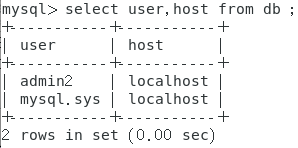 mysql> select user,host from db ;
+-----------+-----------+
| user      | host      |
+-----------+-----------+
| admin2    | localhost |
| mysql.sys | localhost |
+-----------+-----------+
2 rows in set (0.00 sec)